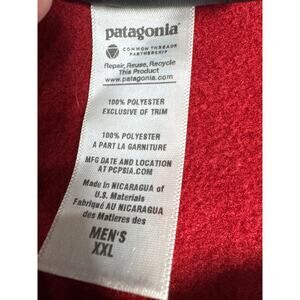 patagonia
COMMON THREADS
PARTNERSHIP
Repair, Reuse, Recycle
This Product
www.patagonia.com
100% POLYESTER
EXCLUSIVE OF TRIM
100% POLYESTER
A PART LA GARNITURE
MFG DATE AND LOCATION
AT PCPSIA.COM
Made in NICARAGUA of
U.S. Materials
Fabriqué AU NICARAGUA
des Matieres des
MEN'S
XXL